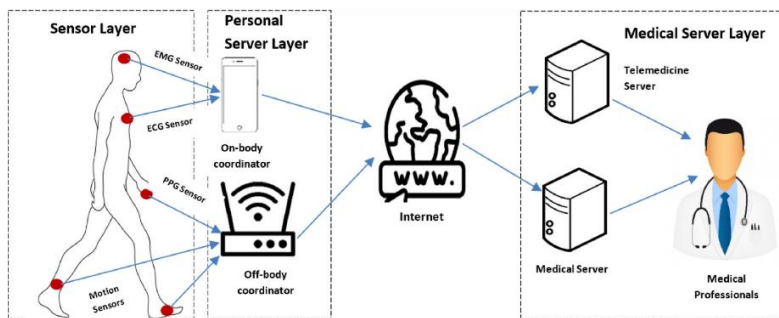 Sensor Layer
EMG Sensor
ECG Sensor
PPG Sensor
Motion
Sensors
Personal
Server Layer
On-body
coordinator
Off-body
coordinator
WWW.
Internet
Medical Server Layer
Telemedicine
Server
Medical Server
Medical
Professionals